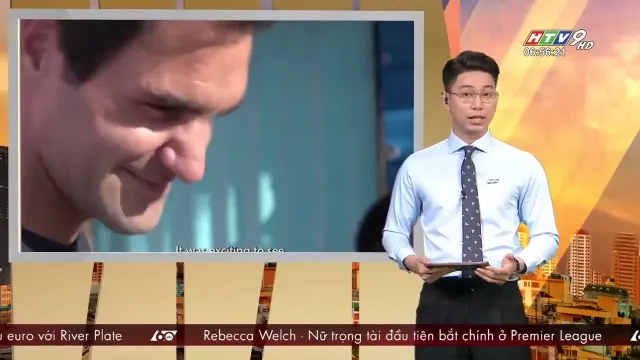 HTV9 HD
06:56:21
It was exciting to see
u euro với River Plate
60
Rebecca Welch - Nữ trọng tài đầu tiên bắt chính ở Premier League